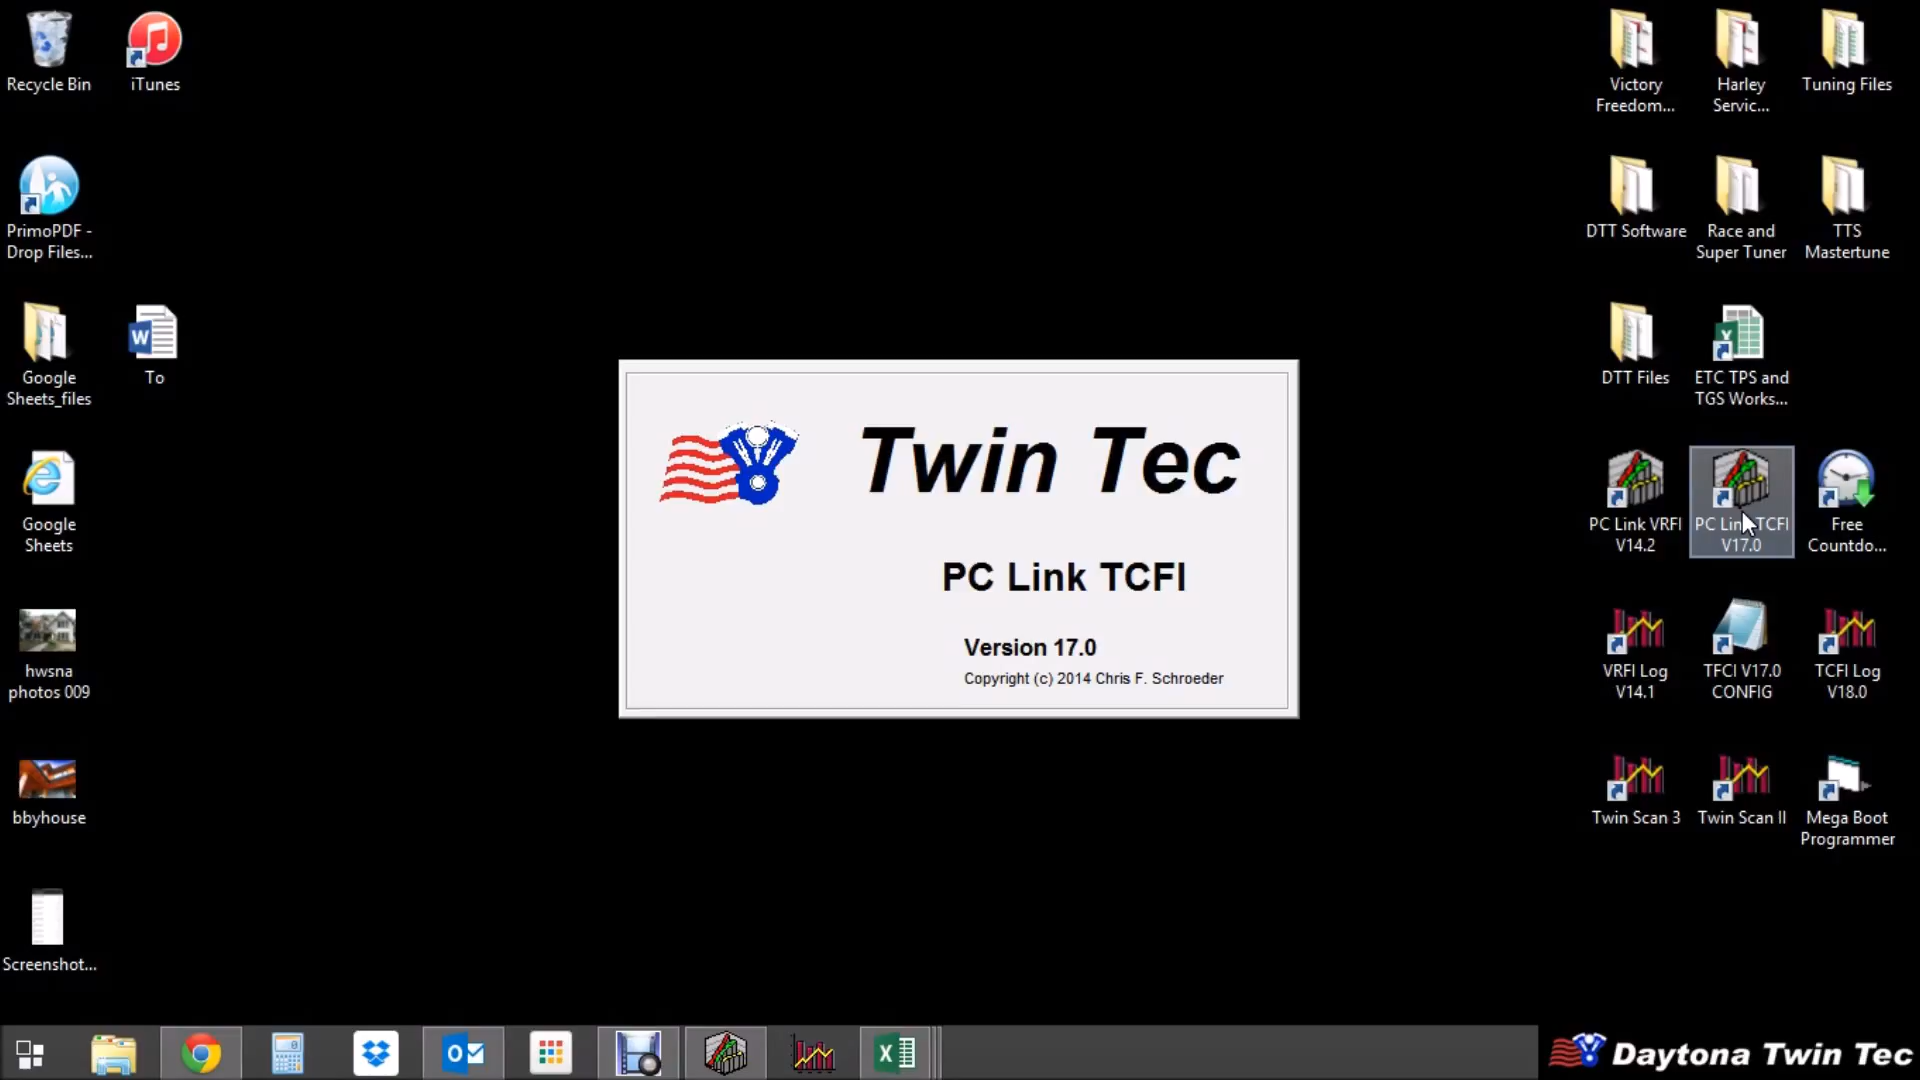 Recycle Bin
iTunes
PrimoPDF -
Drop Files...
Google
Sheets_files
To
Google
Sheets
hwsna
photos 009
bbyhouse
Screenshot...
Twin Tec
PC Link TCFI
Version 17.0
Copyright (c) 2014 Chris F. Schroeder
Victory
Freedom...
Harley
Servic...
Tuning Files
DTT Software
Race and
Super Tuner
TTS
Mastertune
DTT Files
ETC TPS and
TGS Works...
PC Link VRFI
V14.2
PC Link TCFI
V17.0
Free
Countdo...
VRFI Log
V14.1
TFCI V17.0
CONFIG
TCFI Log
V18.0
Twin Scan 3
Twin Scan II
Mega Boot
Programmer
Daytona Twin Tec